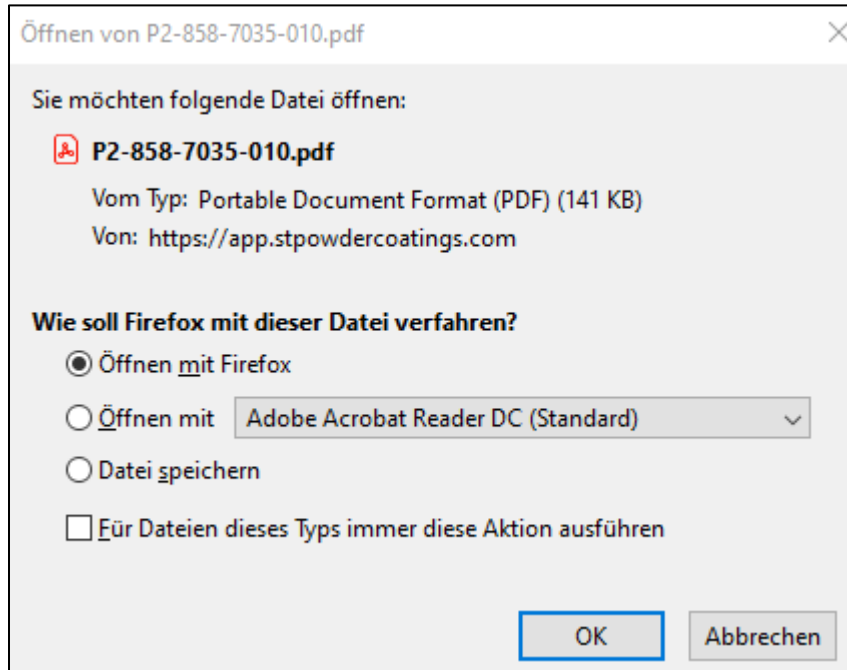 Öffnen von P2-858-7035-010.pdf
Sie möchten folgende Datei öffnen:
P2-858-7035-010.pdf
Vom Typ: Portable Document Format (PDF) (141 KB)
Von: https://app.stpowdercoatings.com
Wie soll Firefox mit dieser Datei verfahren?
Öffnen mit Firefox
Öffnen mit Adobe Acrobat Reader DC (Standard)
Datei speichern
Für Dateien dieses Typs immer diese Aktion ausführen
OK Abbrechen